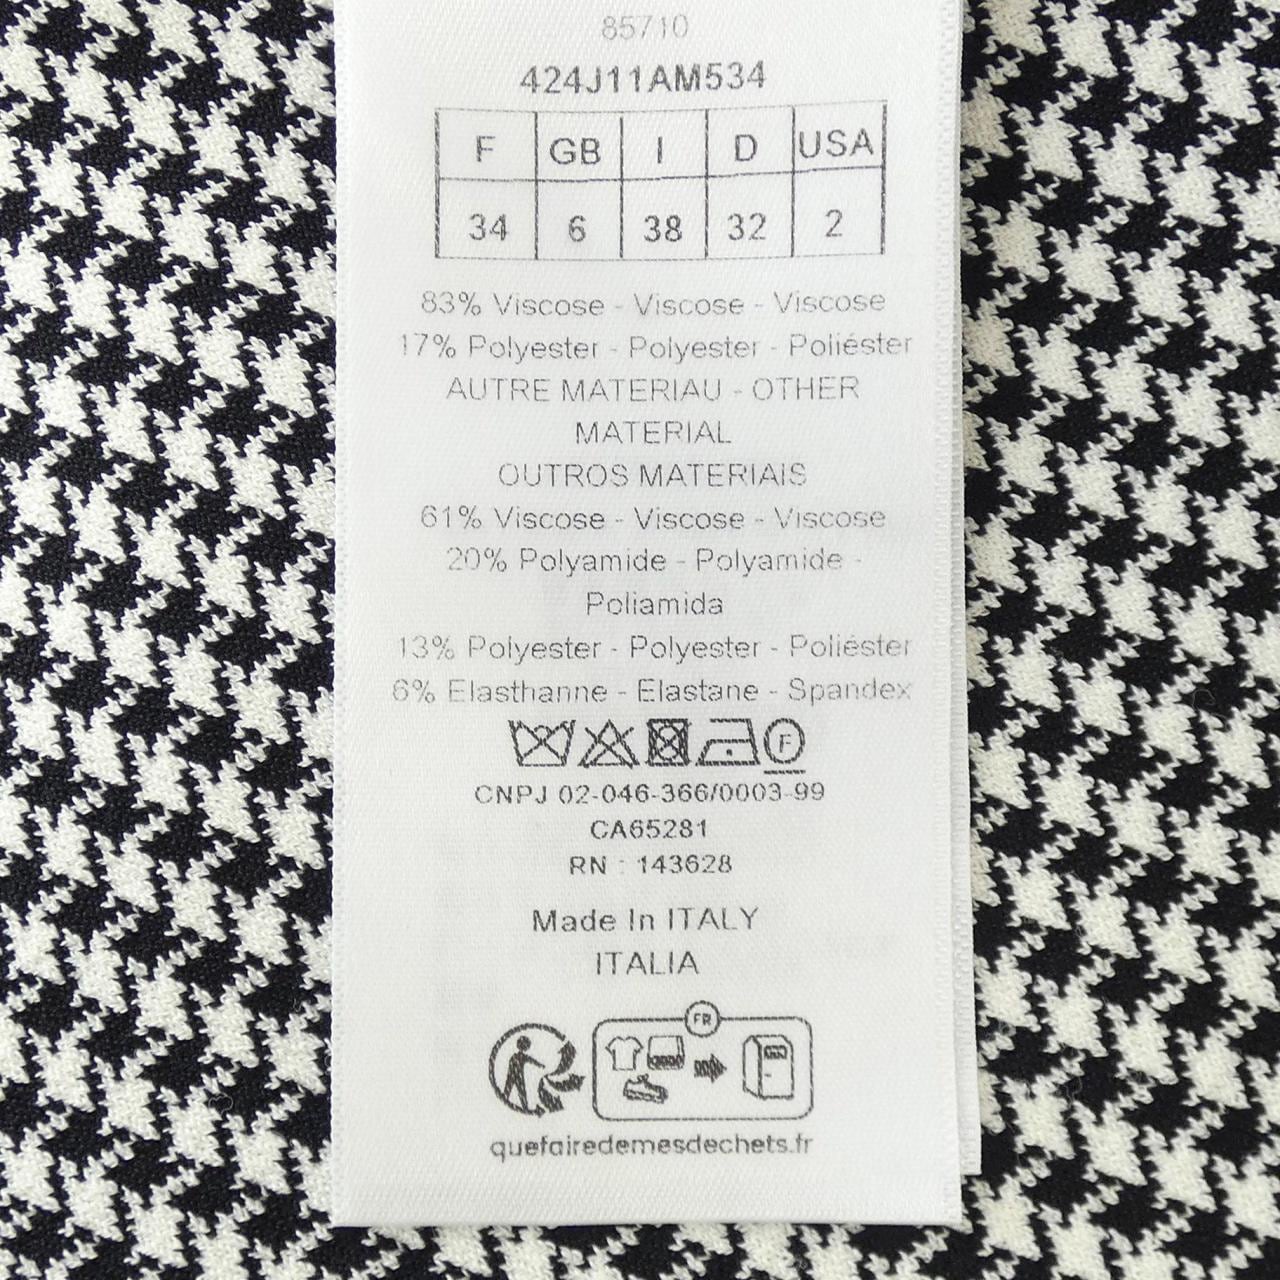 85710
424J11AM534
F GB I D USA
34 6 38 32 2
83% Viscose - Viscose - Viscose
17% Polyester - Polyester - Poliéster
AUTRE MATERIAU - OTHER
MATERIAL
OUTROS MATERIAIS
61% Viscose - Viscose - Viscose
20% Polyamide - Polyamide -
Poliamida
13% Polyester - Polyester - Poliéster
6% Elasthanne - Elastane - Spandex
F
CNPJ 02-046-366/0003-99
CA65281
RN : 143628
Made In ITALY
ITALIA
FR
quefairedemesdechets.fr